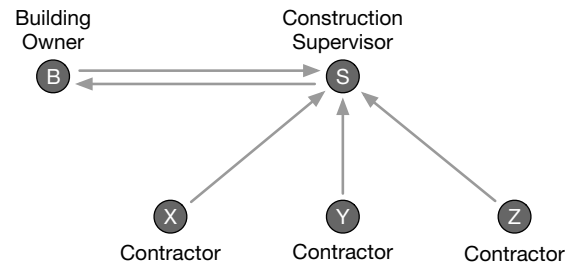 Building
Owner
Construction
Supervisor
B
S
X
Y
Z
Contractor
Contractor
Contractor